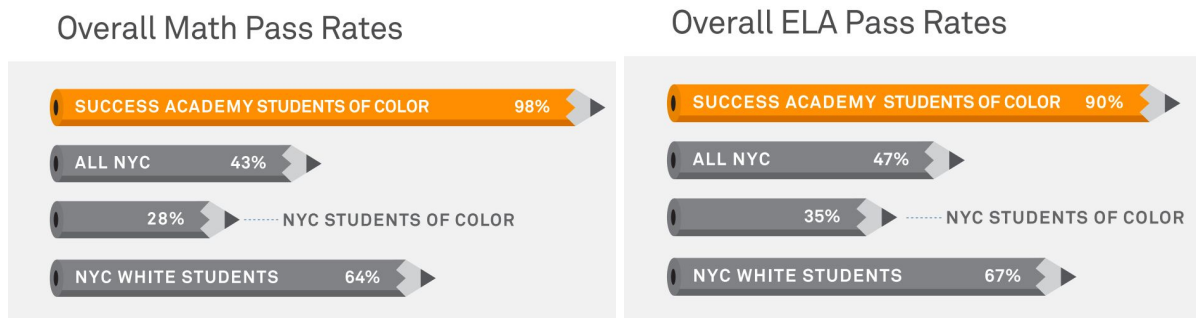 Overall Math Pass Rates
SUCCESS ACADEMY STUDENTS OF COLOR 98%
ALL NYC 43%
28% NYC STUDENTS OF COLOR
NYC WHITE STUDENTS 64%
Overall ELA Pass Rates
SUCCESS ACADEMY STUDENTS OF COLOR 90%
ALL NYC 47%
35% NYC STUDENTS OF COLOR
NYC WHITE STUDENTS 67%